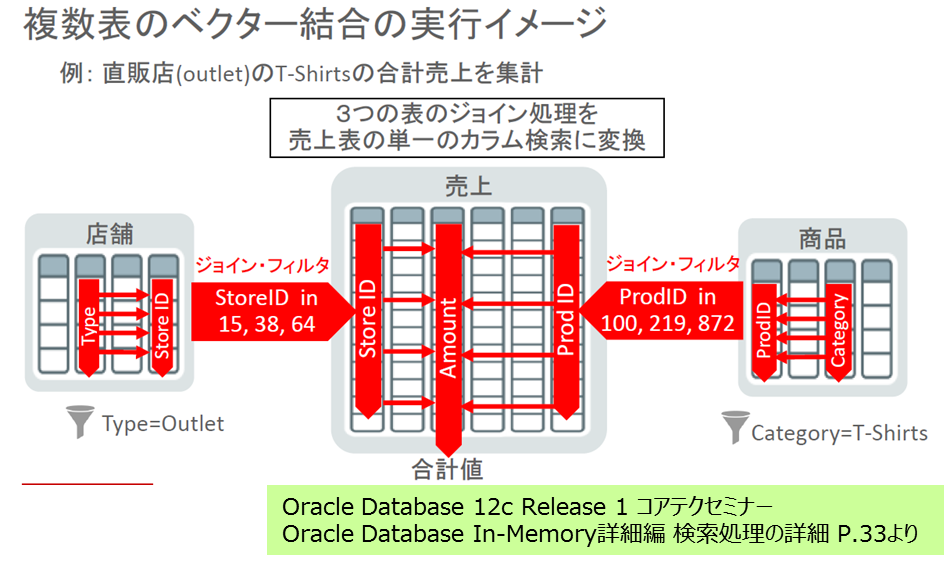 複数表のベクター結合の実行イメージ
例： 直販店(outlet)のT-Shirtsの合計売上を集計
３つの表のジョイン処理を
売上表の単一のカラム検索に変換
売上
店舗
商品
ジョイン・フィルタ
ジョイン・フィルタ
StoreID in
15, 38, 64
ProdID in
100, 219, 872
Type
Store ID
Store ID
Amount
Prod ID
ProdID
Category
Type=Outlet
Category=T-Shirts
合計値
Oracle Database 12c Release 1 コアテクセミナー
Oracle Database In-Memory詳細編 検索処理の詳細 P.33より